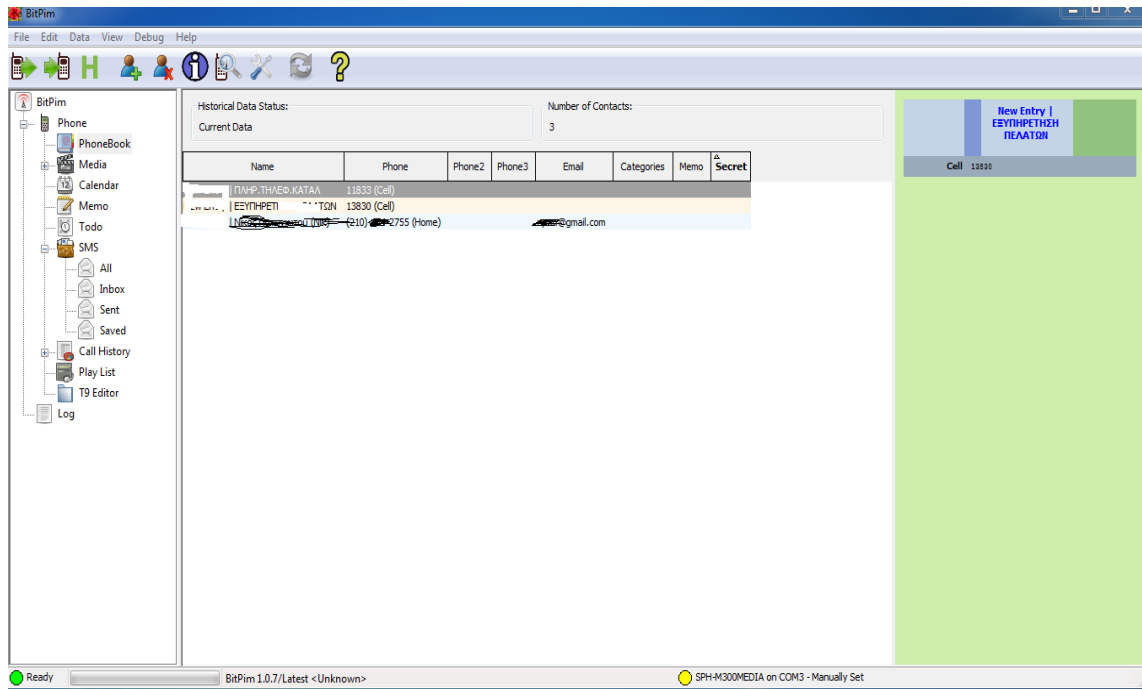 BitPim
File Edit Data View Debug Help
BitPim
Phone
PhoneBook
Media
Calendar
Memo
Todo
SMS
All
Inbox
Sent
Saved
Call History
Play List
T9 Editor
Log
Historical Data Status:
Current Data
Number of Contacts:
3
Name Phone Phone2 Phone3 Email Categories Memo Secret
| ΠΛΗΡ.ΤΗΛΕΦ.ΚΑΤΑΛ 11833 (Cell)
| ΕΞΥΠΗΡΕΤΙ ΤΩΝ 13830 (Cell)
(210) 2755 (Home) @gmail.com
New Entry |
ΕΞΥΠΗΡΕΤΗΣΗ
ΠΕΛΑΤΩΝ
Cell 13830
Ready
BitPim 1.0.7/Latest <Unknown>
SPH-M300MEDIA on COM3 - Manually Set